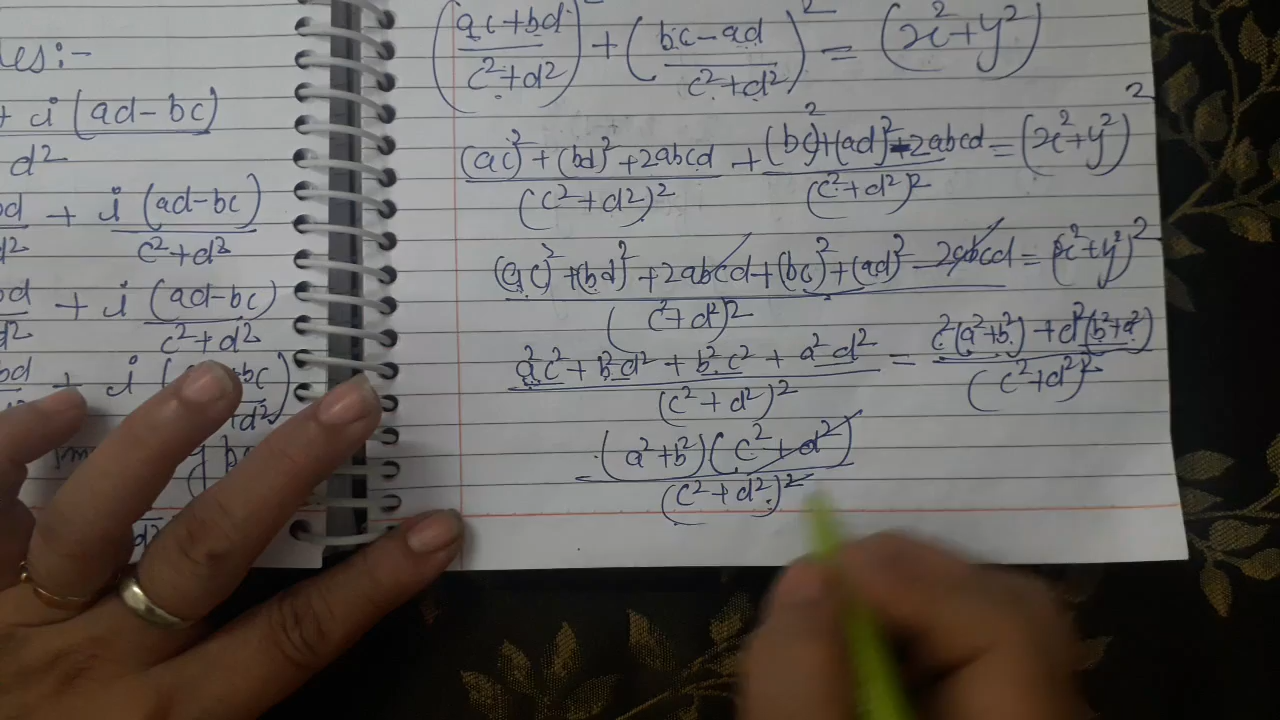 es:-
+ i (ad-bc)
d²
bd/d² + i (ad-bc)/c²+d²
bd/d² + i (ad-bc)/c²+d²
bd + i
((ac+bd)/(c²+d²))² + ((bc-ad)/(c²+d²))² = (x²+y²)
((ac)²+(bd)²+2abcd)/(c²+d²)² + ((bc)²+(ad)²-2abcd)/(c²+d²)² = (x²+y²)²
((ac)²+(bd)²+2abcd+(bc)²+(ad)²-2abcd)/(c²+d²)² = (x²+y²)²
(a²c²+b²d²+b²c²+a²d²)/(c²+d²)² = (c²(a²+b²)+d²(b²+a²))/(c²+d²)²
= (a²+b²)(c²+d²)/(c²+d²)²